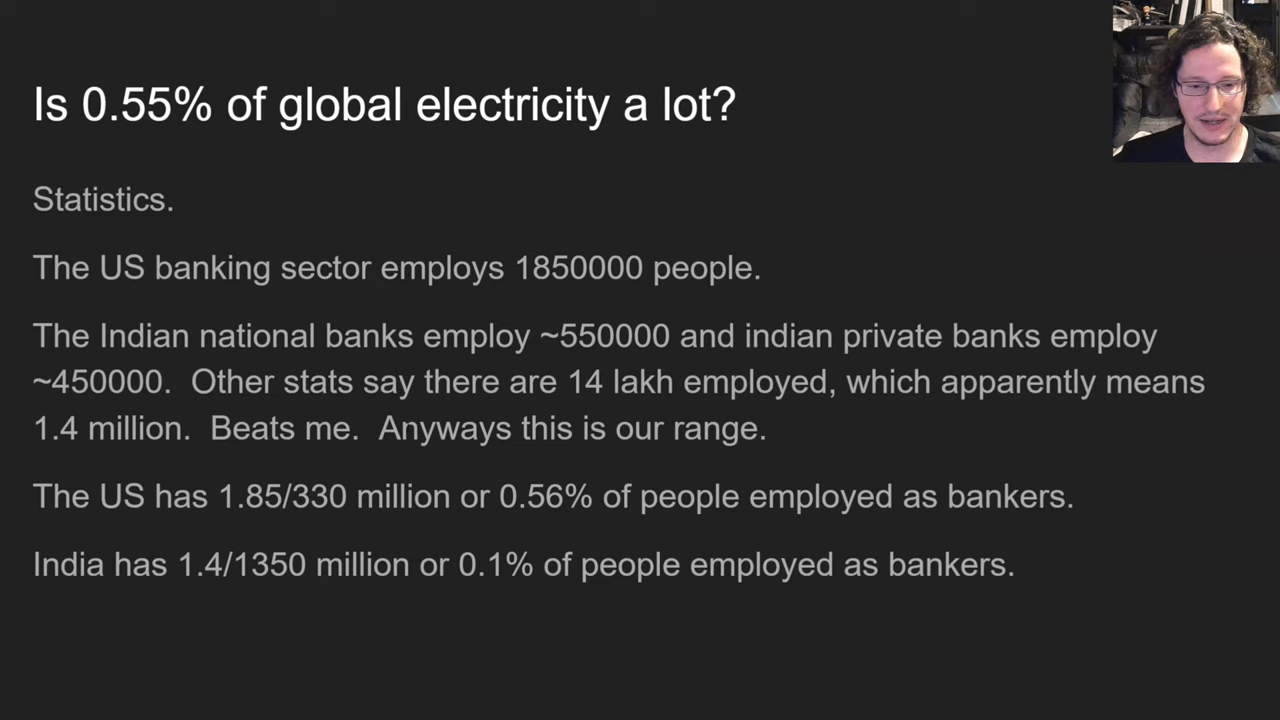 Is 0.55% of global electricity a lot?
Statistics.
The US banking sector employs 1850000 people.
The Indian national banks employ ~550000 and indian private banks employ
~450000.  Other stats say there are 14 lakh employed, which apparently means
1.4 million.  Beats me.  Anyways this is our range.
The US has 1.85/330 million or 0.56% of people employed as bankers.
India has 1.4/1350 million or 0.1% of people employed as bankers.